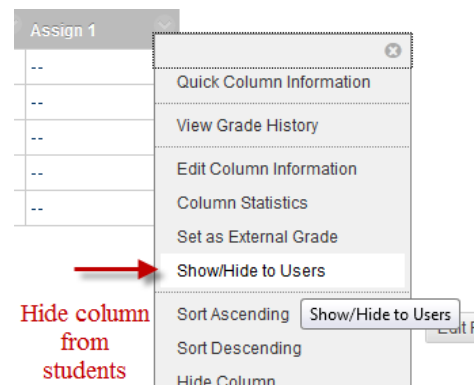 Assign 1
--
--
--
--
--
Quick Column Information
View Grade History
Edit Column Information
Column Statistics
Set as External Grade
Show/Hide to Users
Hide column
from
students
Sort Ascending
Show/Hide to Users
Sort Descending
Hide Column